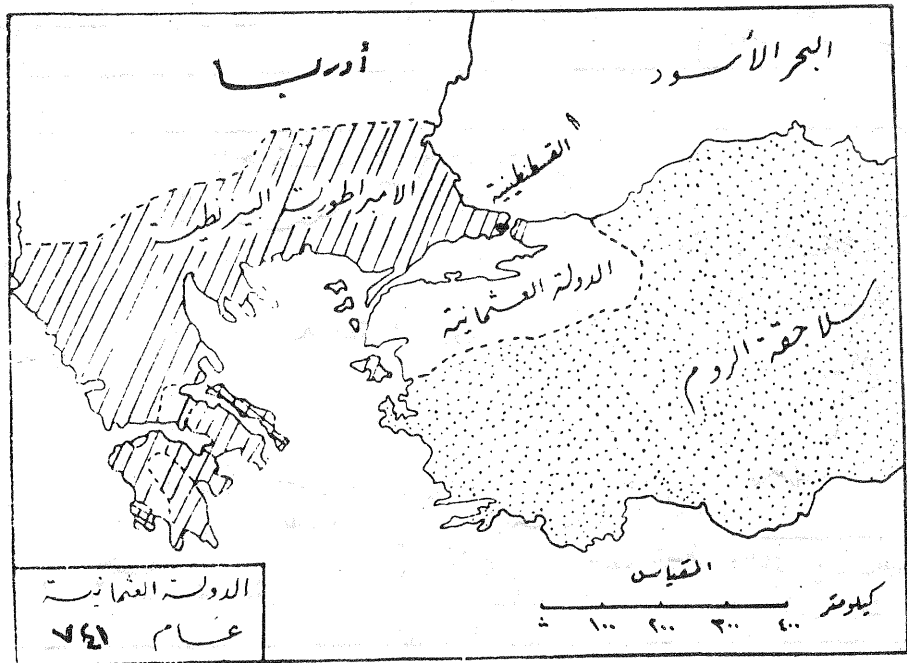 البحر الأسود
أوربا
القسطنطينية
الامبراطورية البيزنطية
الدولة العثمانية
سلاجقة الروم
المقياس
كيلومتر
٤٠٠ ٣٠٠ ٢٠٠ ١٠٠ ٠
الدولة العثمانية
عام ٧٤١